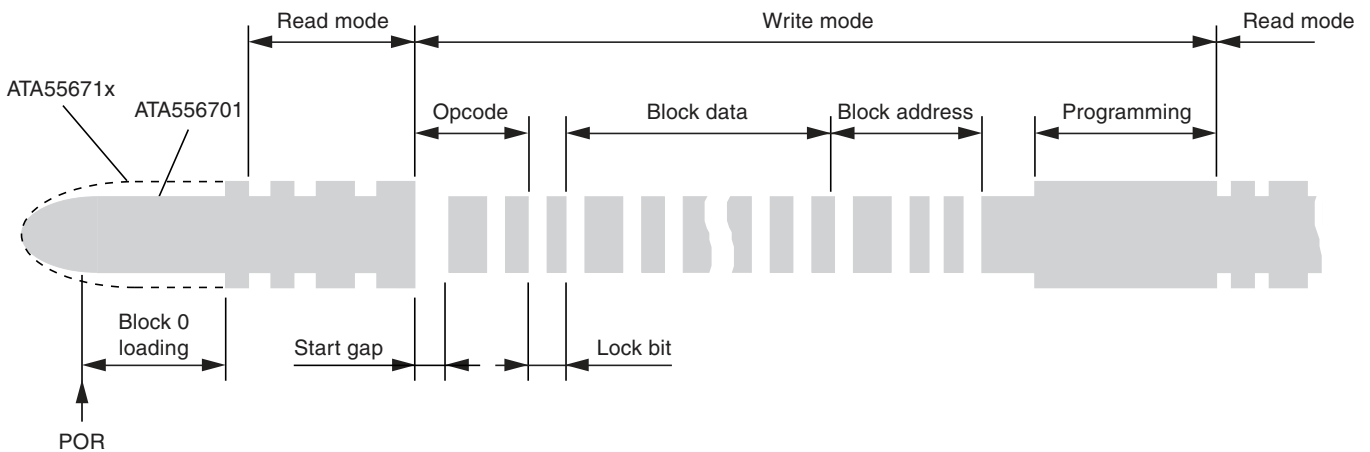 Read mode
Write mode
Read mode
ATA55671x
ATA556701
Opcode
Block data
Block address
Programming
Block 0
loading
Start gap
Lock bit
POR